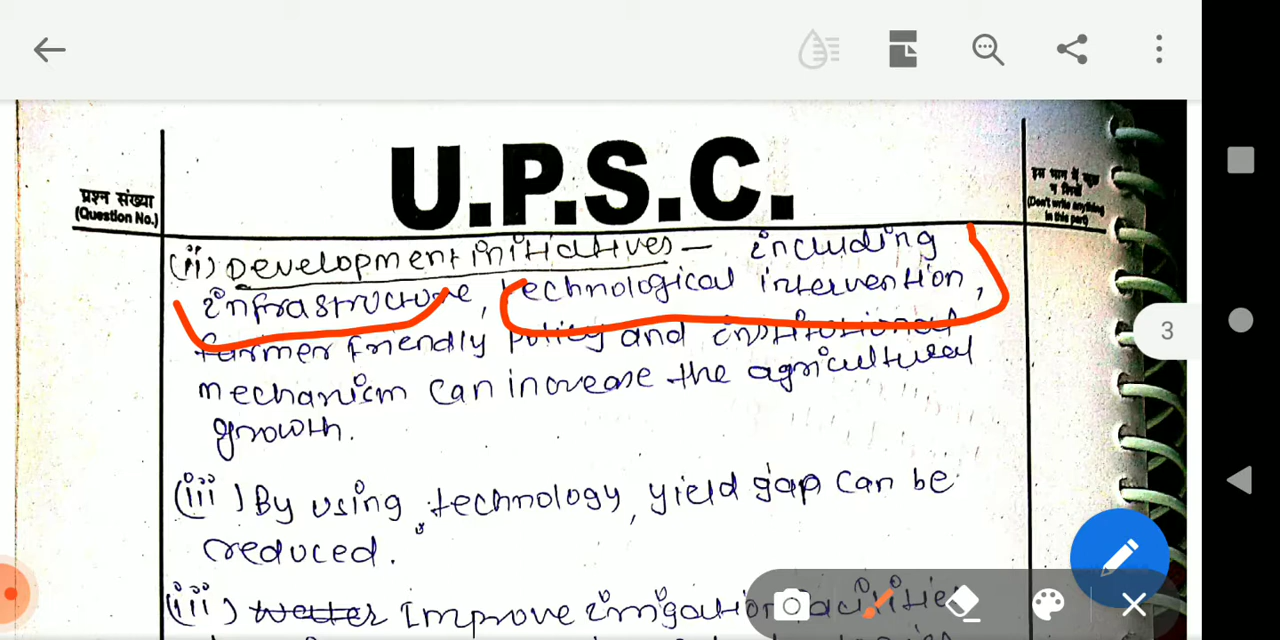 U.P.S.C.
प्रश्न संख्या
(Question No.)
इस भाग में कुछ
न लिखें
(Don't write anything
in this part)
(ii) Development initiatives — including
infrastructure, technological intervention,
farmer friendly policy and institutional
mechanism can increase the agricultural
growth.
3
(iii) By using technology, yield gap can be
reduced.
(iii) Improve irrigation facilities